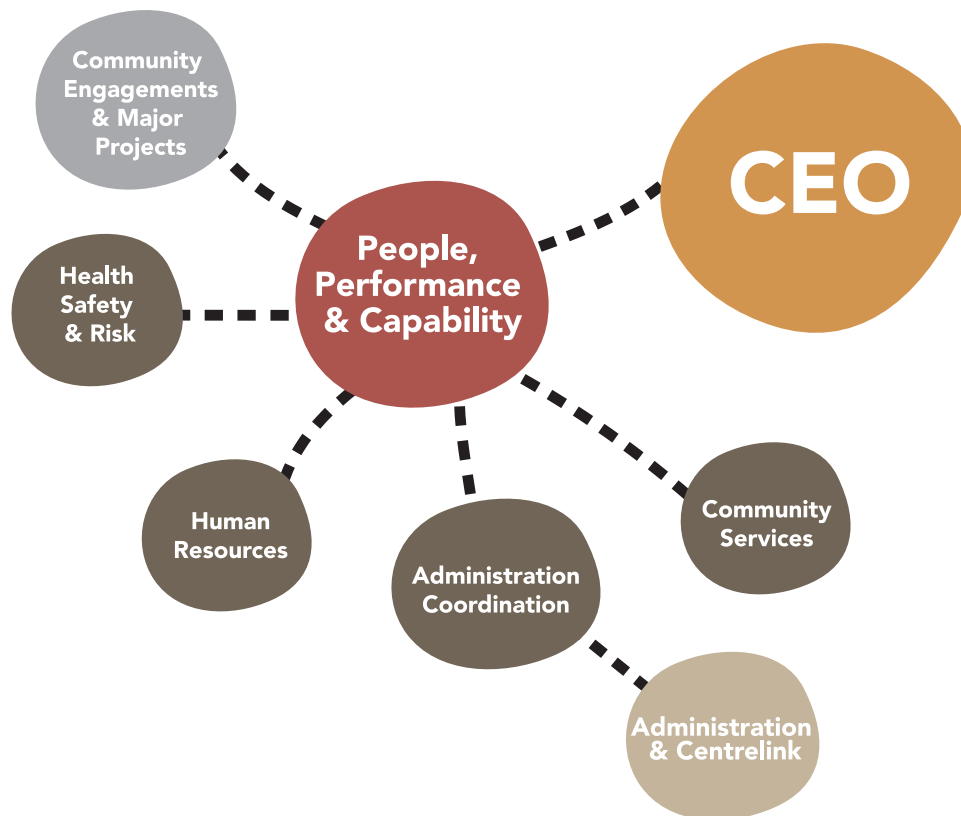 Community
Engagements
& Major
Projects
CEO
People,
Performance
& Capability
Health
Safety
& Risk
Human
Resources
Administration
Coordination
Community
Services
Administration
& Centrelink